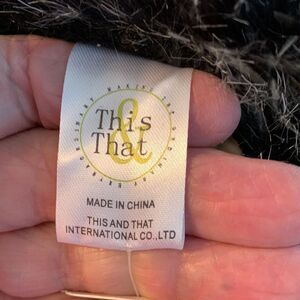 This
&
That
MADE IN CHINA
THIS AND THAT
INTERNATIONAL CO.,LTD